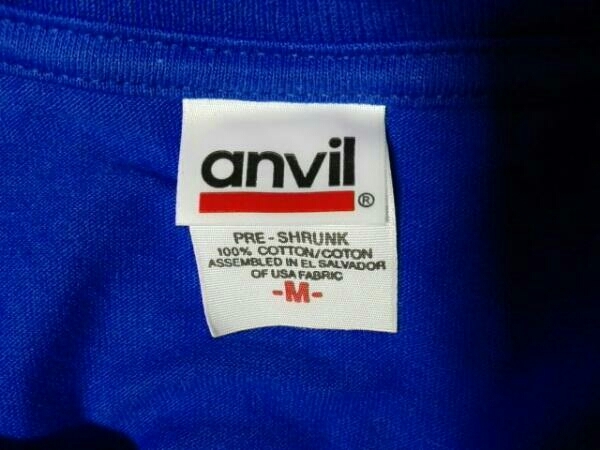 anvil
®
PRE-SHRUNK
100% COTTON/COTON
ASSEMBLED IN EL SALVADOR
OF USA FABRIC
-M-